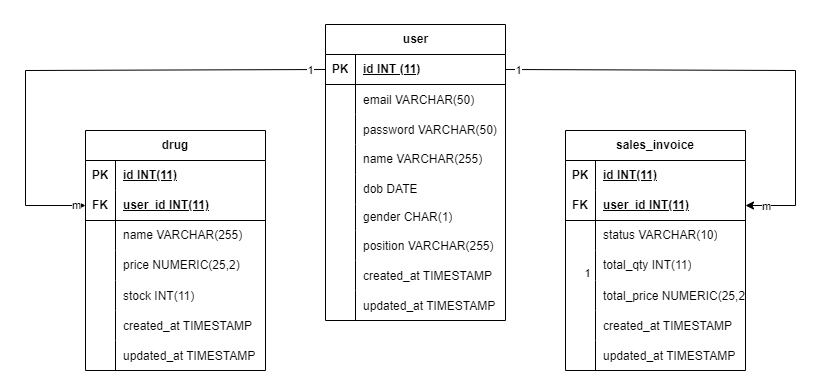 user
1 PK id INT (11) 1
email VARCHAR(50)
password VARCHAR(50)
name VARCHAR(255)
dob DATE
gender CHAR(1)
position VARCHAR(255)
created_at TIMESTAMP
updated_at TIMESTAMP
drug
PK id INT(11)
m FK user_id INT(11)
name VARCHAR(255)
price NUMERIC(25,2)
stock INT(11)
created_at TIMESTAMP
updated_at TIMESTAMP
sales_invoice
PK id INT(11)
FK user_id INT(11) m
status VARCHAR(10)
1 total_qty INT(11)
total_price NUMERIC(25,2
created_at TIMESTAMP
updated_at TIMESTAMP